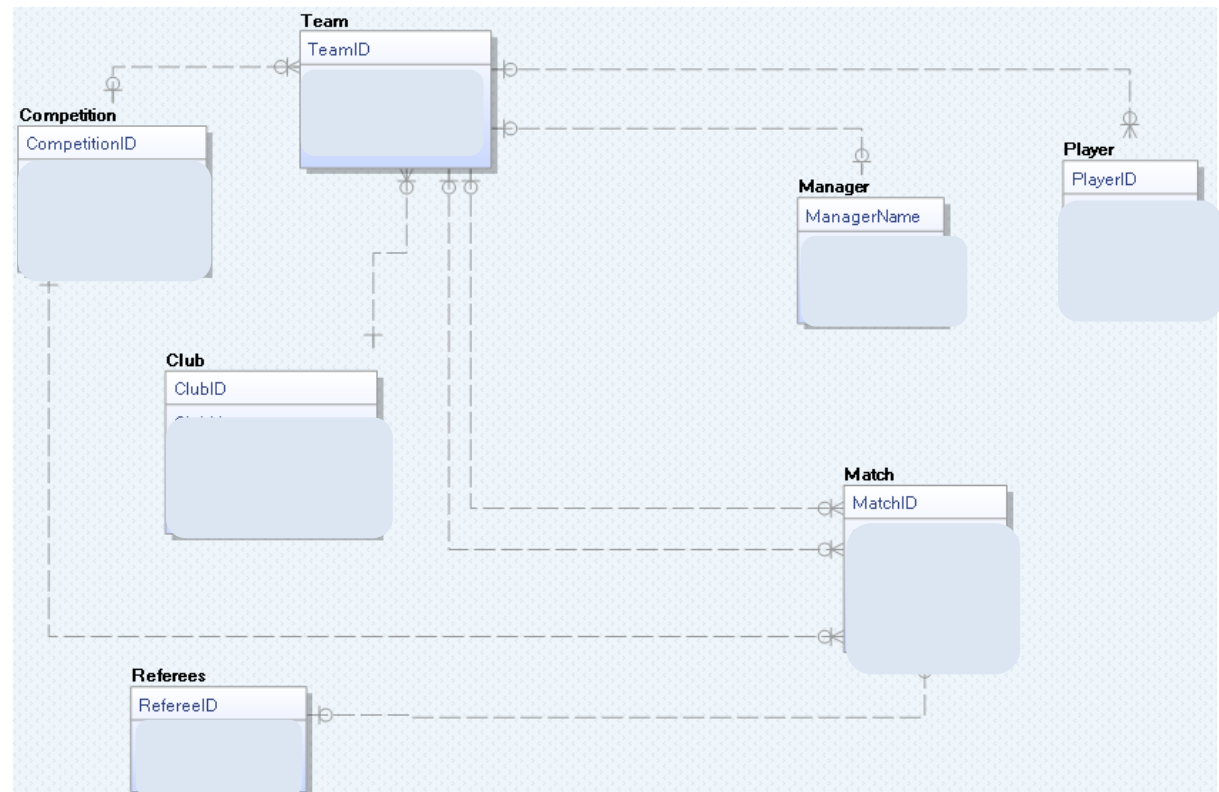 Team
TeamID
Competition
CompetitionID
Player
PlayerID
Manager
ManagerName
Club
ClubID
Match
MatchID
Referees
RefereeID